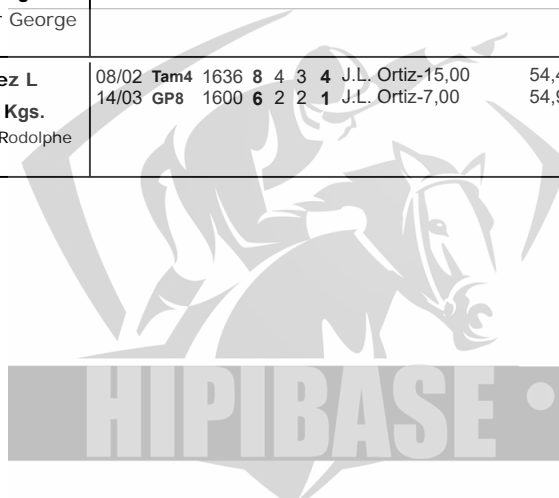 George
ez L
08/02 Tam4 1636 8 4 3 4 J.L. Ortiz-15,00 54,4
14/03 GP8 1600 6 2 2 1 J.L. Ortiz-7,00 54,9
Kgs.
Rodolphe
HIPIBASE